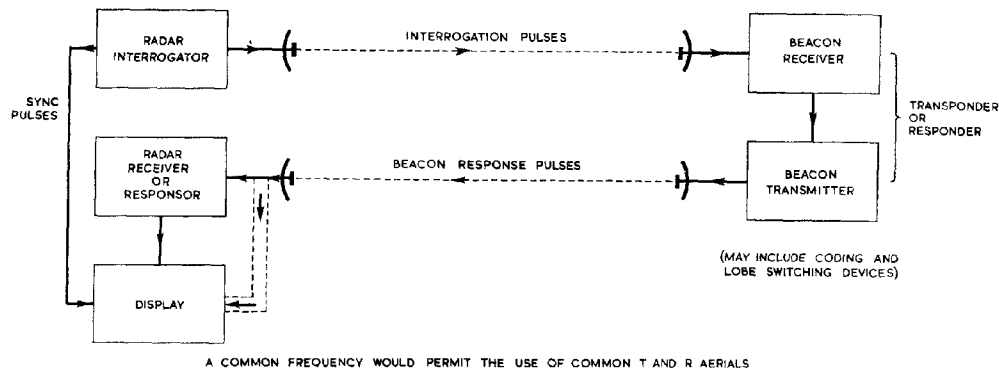 RADAR
INTERROGATOR
INTERROGATION PULSES
BEACON
RECEIVER
SYNC
PULSES
TRANSPONDER
OR
RESPONDER
RADAR
RECEIVER
OR
RESPONSOR
BEACON RESPONSE PULSES
BEACON
TRANSMITTER
(MAY INCLUDE CODING AND
LOBE SWITCHING DEVICES)
DISPLAY
A COMMON FREQUENCY WOULD PERMIT THE USE OF COMMON T AND R AERIALS